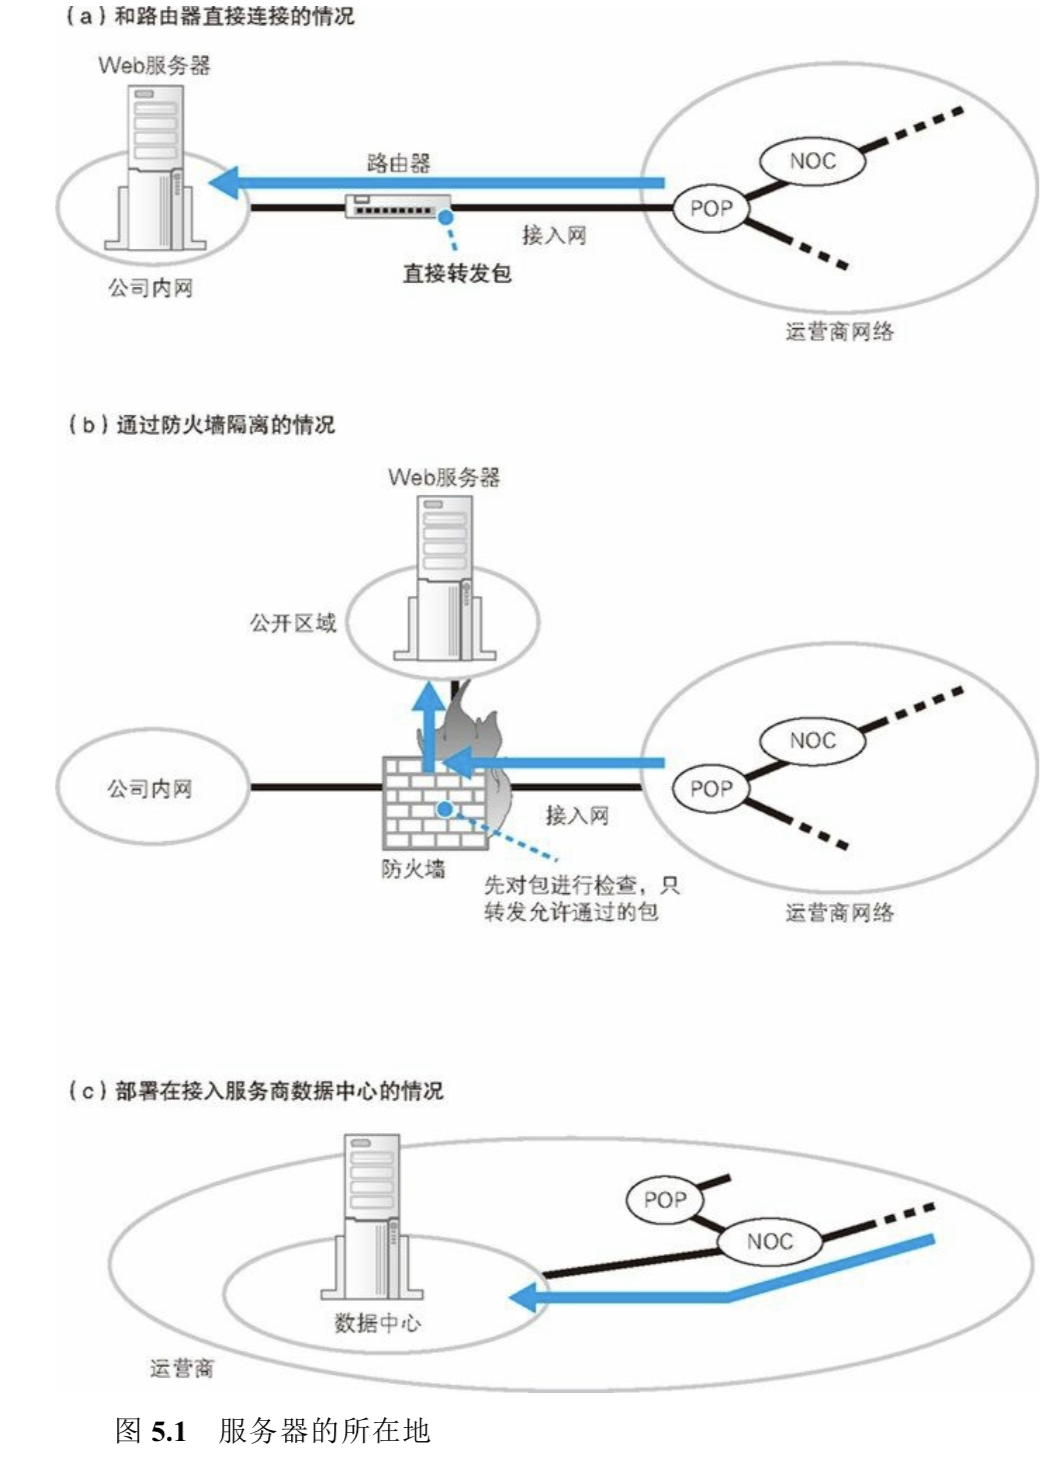 （a）和路由器直接连接的情况
Web服务器
路由器
NOC
POP
接入网
直接转发包
公司内网
运营商网络
（b）通过防火墙隔离的情况
Web服务器
公开区域
NOC
公司内网
POP
接入网
防火墙
先对包进行检查，只
转发允许通过的包
运营商网络
（c）部署在接入服务商数据中心的情况
POP
NOC
数据中心
运营商
图 5.1 服务器的所在地